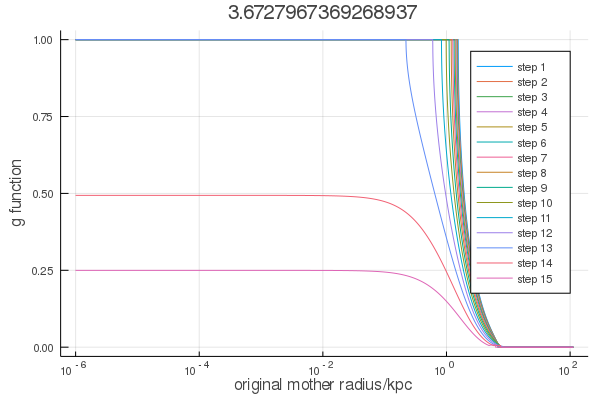 3.6727967369268937
1.00
0.75
0.50
0.25
0.00
g function
step 1
step 2
step 3
step 4
step 5
step 6
step 7
step 8
step 9
step 10
step 11
step 12
step 13
step 14
step 15
10^-6 10^-4 10^-2 10^0 10^2
original mother radius/kpc